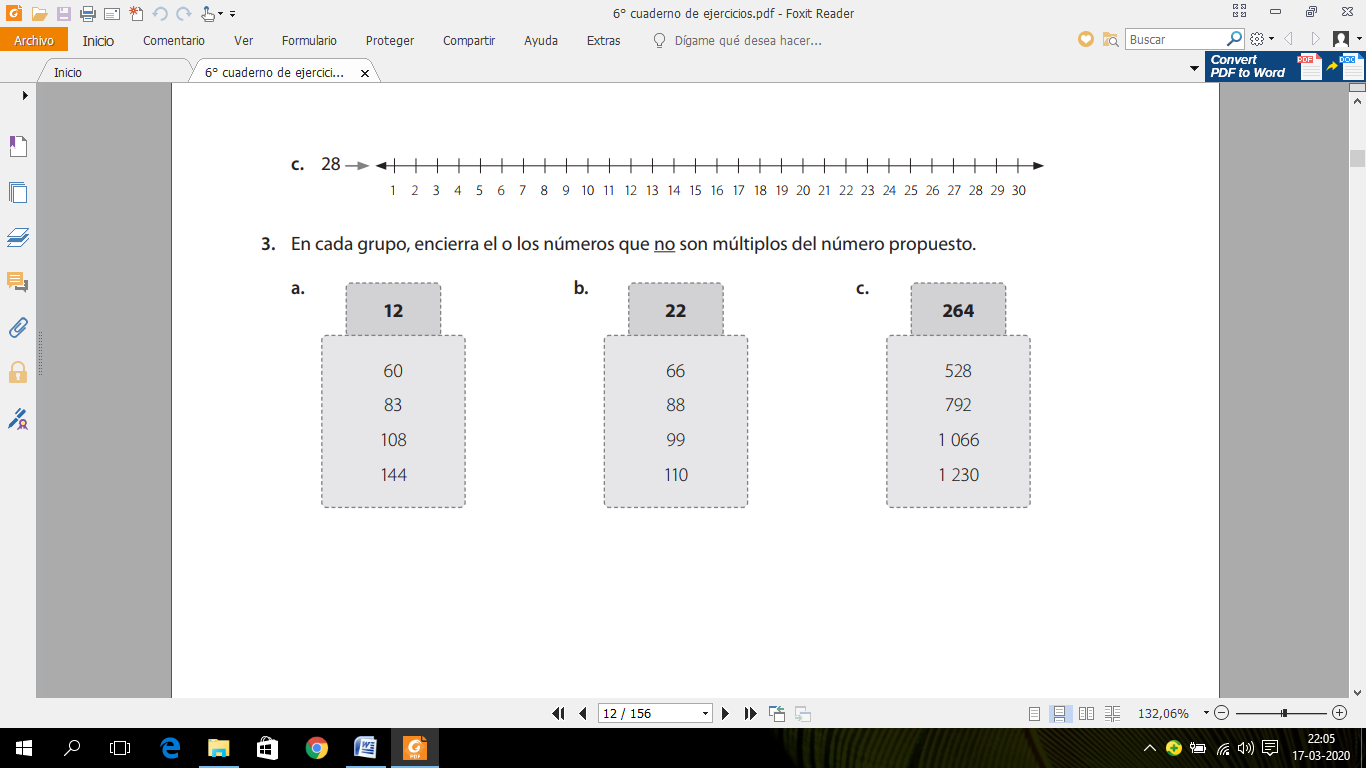 6° cuaderno de ejercicios.pdf - Foxit Reader
Archivo Inicio Comentario Ver Formulario Proteger Compartir Ayuda Extras Dígame qué desea hacer... Buscar
Inicio 6° cuaderno de ejercici... Convert
PDF to Word PDF DOC
c. 28
1 2 3 4 5 6 7 8 9 10 11 12 13 14 15 16 17 18 19 20 21 22 23 24 25 26 27 28 29 30
3. En cada grupo, encierra el o los números que no son múltiplos del número propuesto.
a. b. c.
12 22 264
60 66 528
83 88 792
108 99 1 066
144 110 1 230
12 / 156 132,06%
22:05
17-03-2020